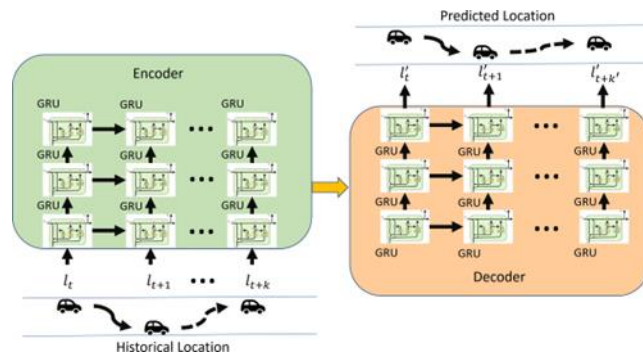 Encoder
GRU GRU GRU
GRU GRU GRU
GRU GRU GRU
l_t l_{t+1} l_{t+k}
Historical Location
Predicted Location
l'_t l'_{t+1} l'_{t+k'}
GRU GRU GRU
GRU GRU GRU
GRU GRU GRU
Decoder